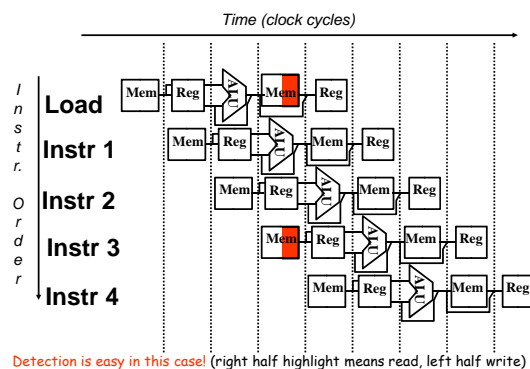 Time (clock cycles)
Instr. Order
Load Mem Reg ALU Mem Reg
Instr 1 Mem Reg ALU Mem Reg
Instr 2 Mem Reg ALU Mem Reg
Instr 3 Mem Reg ALU Mem Reg
Instr 4 Mem Reg ALU Mem Reg
Detection is easy in this case! (right half highlight means read, left half write)